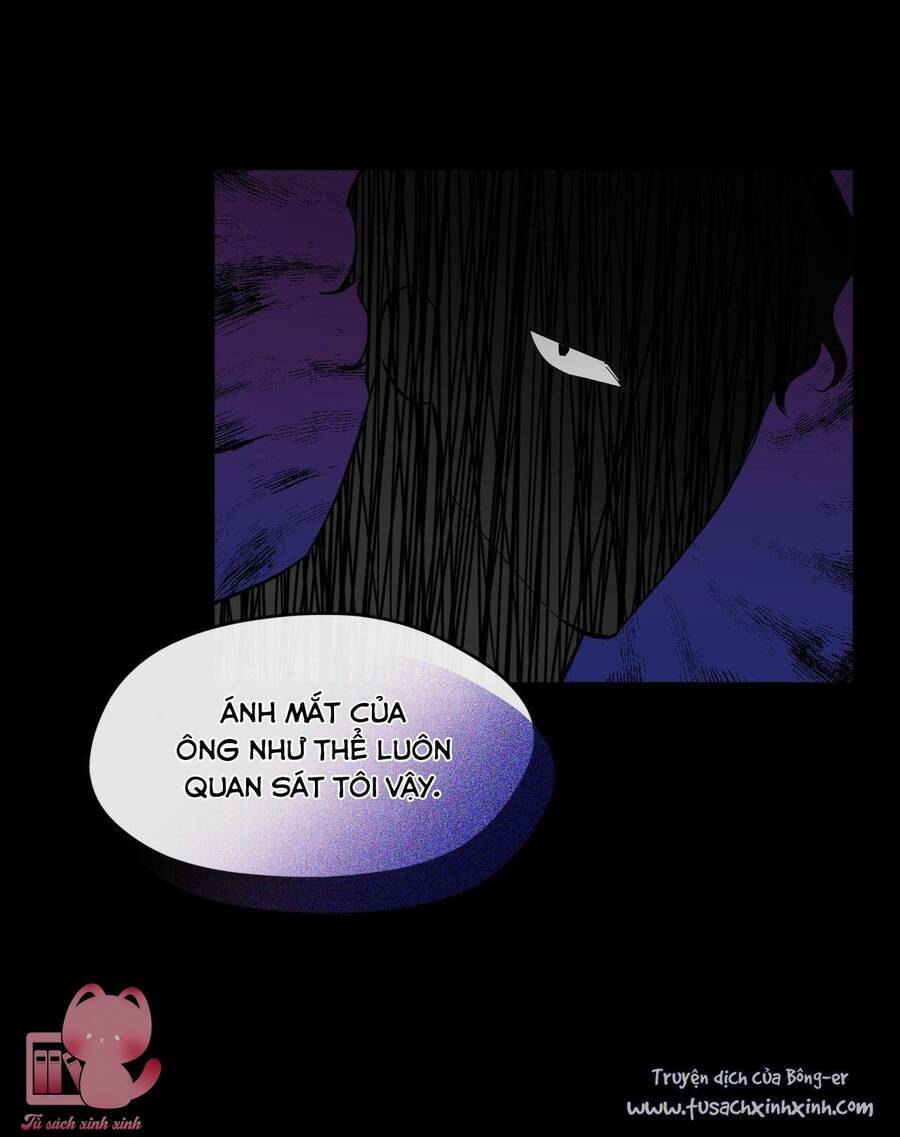 ÁNH MẮT CỦA
ÔNG NHƯ THỂ LUÔN
QUAN SÁT TÔI VẬY.
Tủ sách xinh xinh
Truyện dịch của Bông-er
www.tusachxinhxinh.com